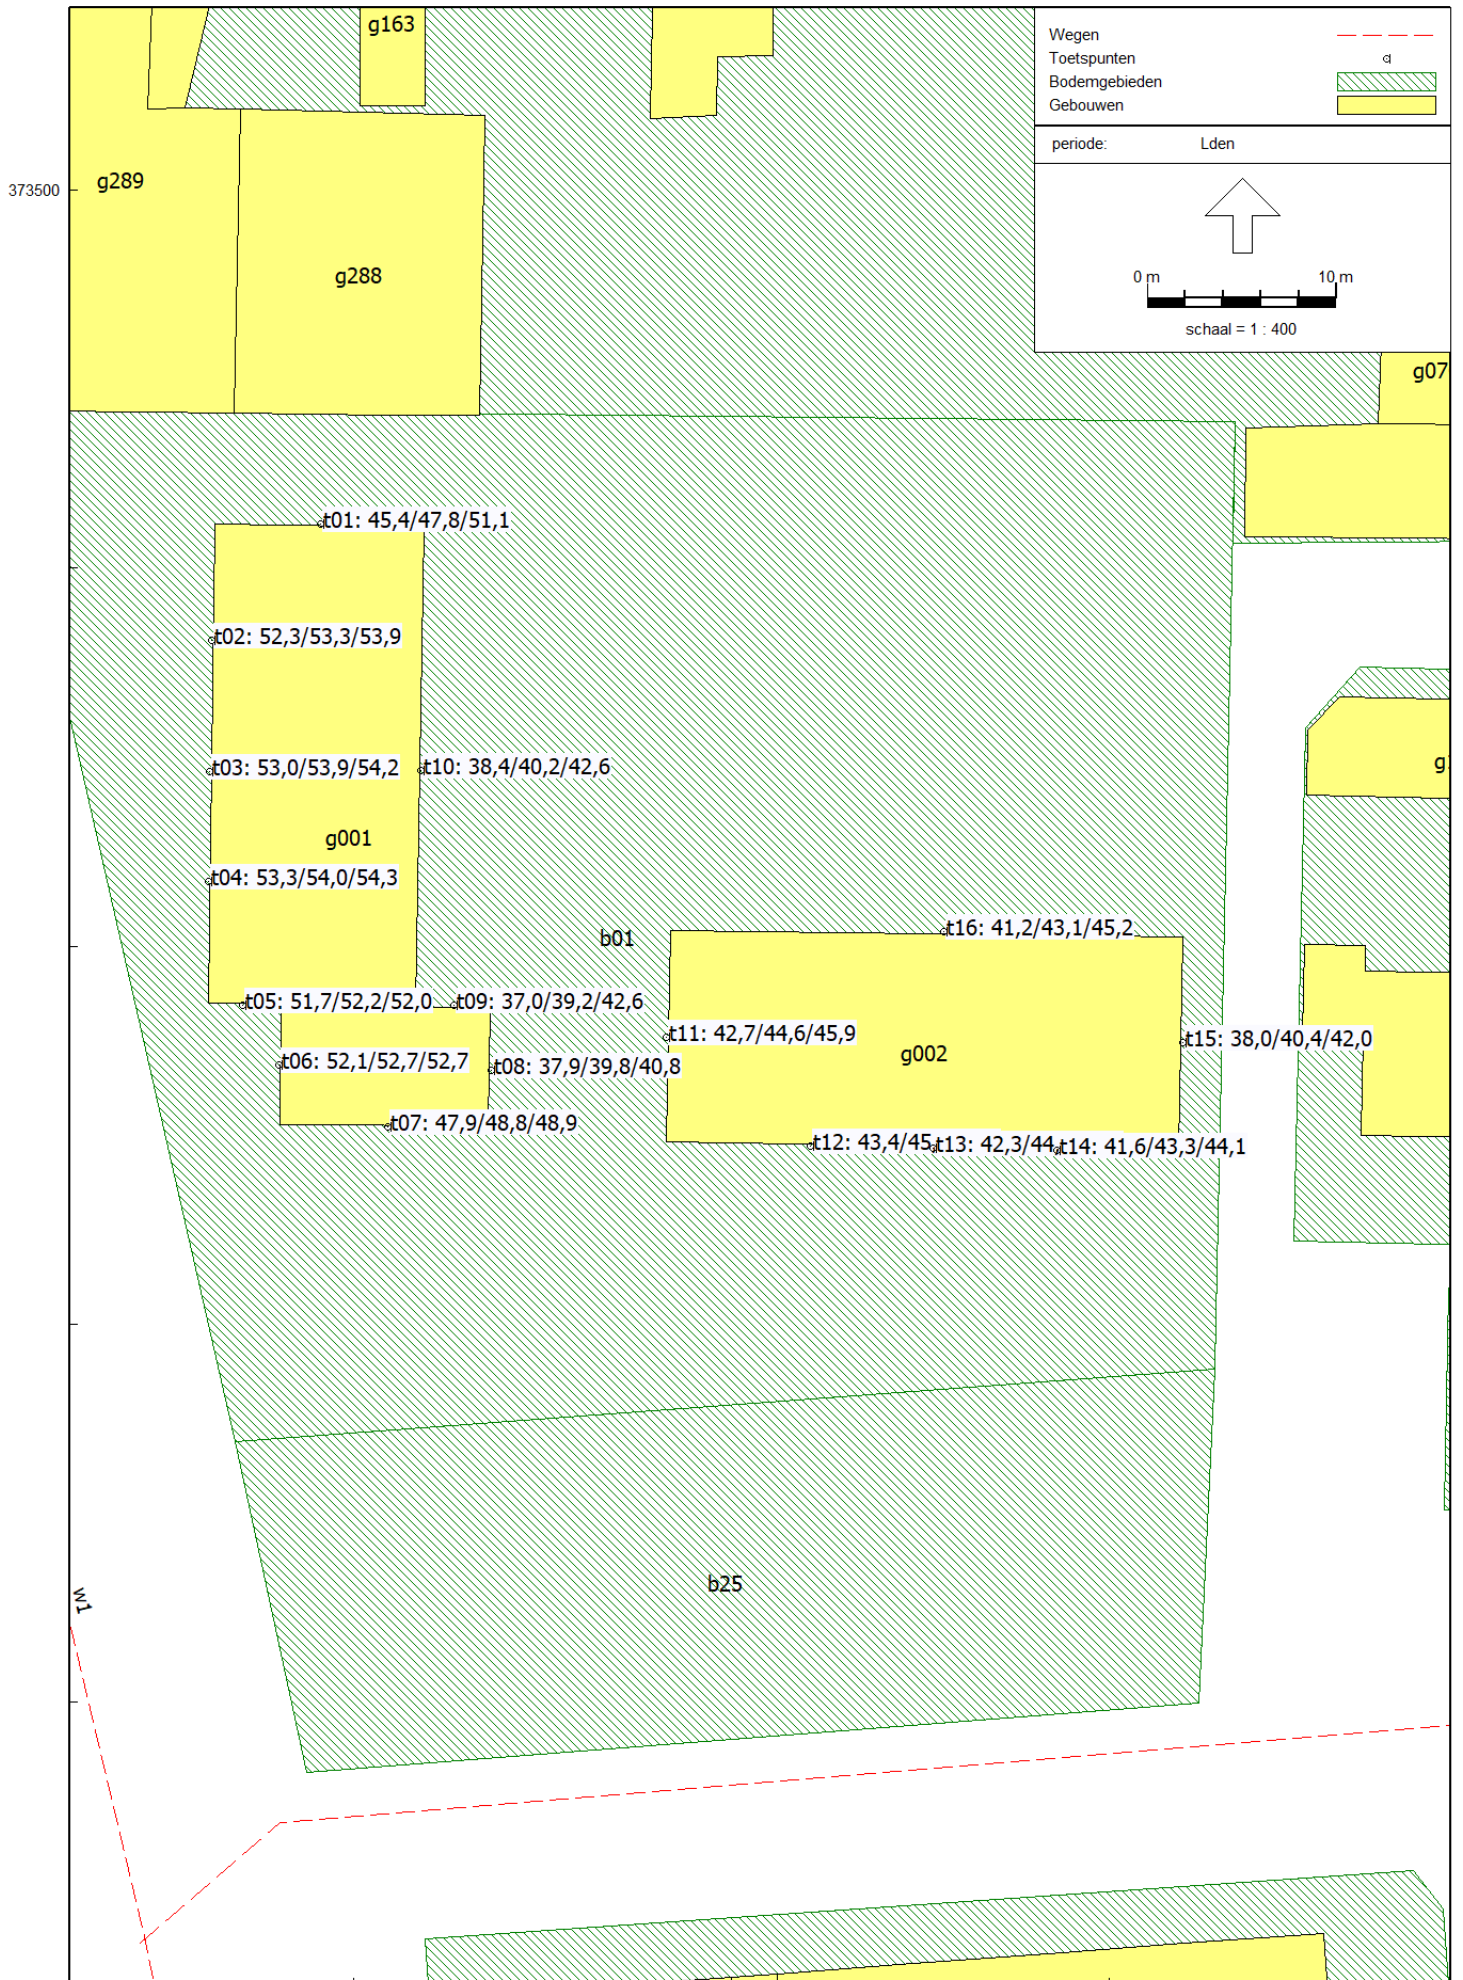 g163
Wegen
Toetspunten
Bodemgebieden
Gebouwen
periode: Lden
373500
g289
g288
0 m 10 m
schaal = 1 : 400
g07
t01: 45,4/47,8/51,1
t02: 52,3/53,3/53,9
t03: 53,0/53,9/54,2
t10: 38,4/40,2/42,6
g001
t04: 53,3/54,0/54,3
b01
t16: 41,2/43,1/45,2
t05: 51,7/52,2/52,0
t09: 37,0/39,2/42,6
t11: 42,7/44,6/45,9
g002
t15: 38,0/40,4/42,0
t06: 52,1/52,7/52,7
t08: 37,9/39,8/40,8
t07: 47,9/48,8/48,9
t12: 43,4/45
t13: 42,3/44
t14: 41,6/43,3/44,1
b25
w1